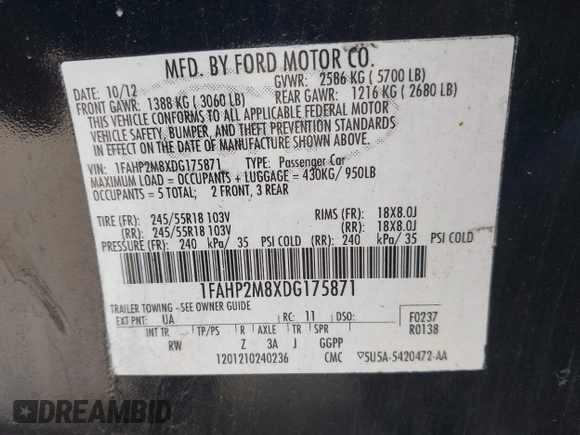 MFD. BY FORD MOTOR CO.
DATE: 10/12 GVWR: 2586 KG ( 5700 LB)
FRONT GAWR: 1388 KG ( 3060 LB) REAR GAWR: 1216 KG ( 2680 LB)
THIS VEHICLE CONFORMS TO ALL APPLICABLE FEDERAL MOTOR
VEHICLE SAFETY, BUMPER, AND THEFT PREVENTION STANDARDS
IN EFFECT ON THE DATE OF MANUFACTURE SHOWN ABOVE.
VIN: 1FAHP2M8XDG175871 TYPE: Passenger Car
MAXIMUM LOAD = OCCUPANTS + LUGGAGE = 430KG/ 950LB
OCCUPANTS = 5 TOTAL; 2 FRONT, 3 REAR
TIRE (FR): 245/55R18 103V RIMS (FR): 18X8.0J
(RR): 245/55R18 103V (RR): 18X8.0J
PRESSURE (FR): 240 kPa/ 35 PSI COLD (RR): 240 kPa/ 35 PSI COLD
1FAHP2M8XDG175871
TRAILER TOWING - SEE OWNER GUIDE
EXT PNT: UA RC: 11 DSO: F0237
R0138
INT TR TP/PS R AXLE TR SPR
RW Z 3A J GGPP
1201210240236 CMC ▽5U5A-5420472-AA
DREAMBID